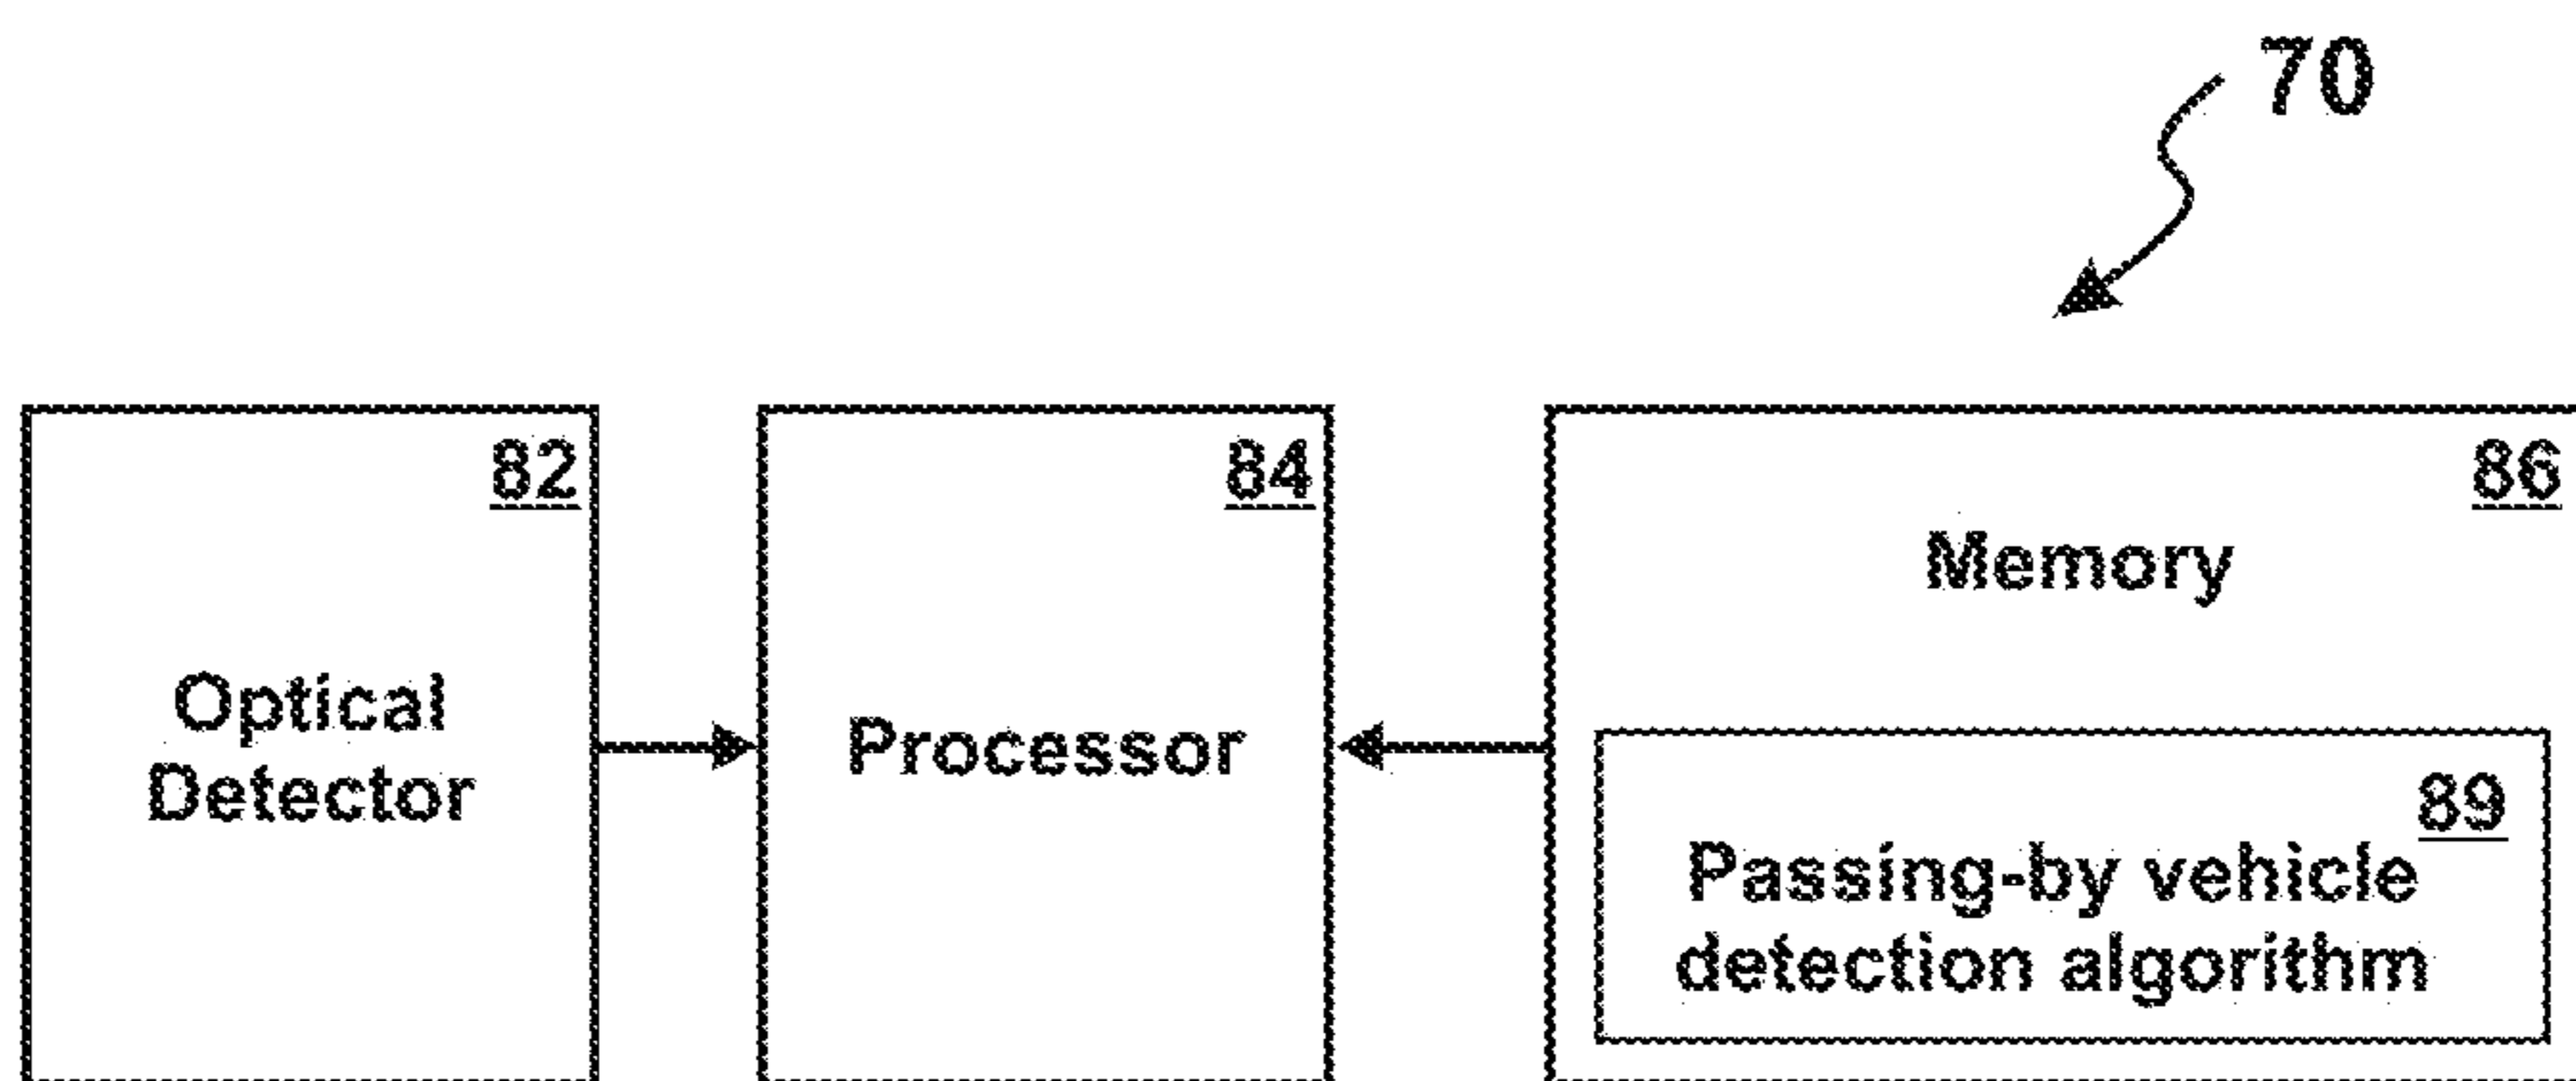 70
82
Optical
Detector
84
Processor
86
Memory
89
Passing-by vehicle
detection algorithm